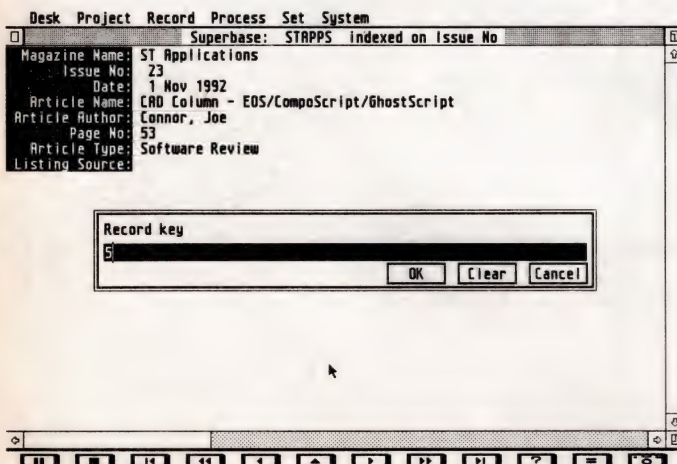 Desk Project Record Process Set System
Superbase: STAPPS indexed on Issue No
Magazine Name: ST Applications
Issue No: 23
Date: 1 Nov 1992
Article Name: CAD Column - EOS/CompoScript/GhostScript
Article Author: Connor, Joe
Page No: 53
Article Type: Software Review
Listing Source:
Record key
5
OK Clear Cancel